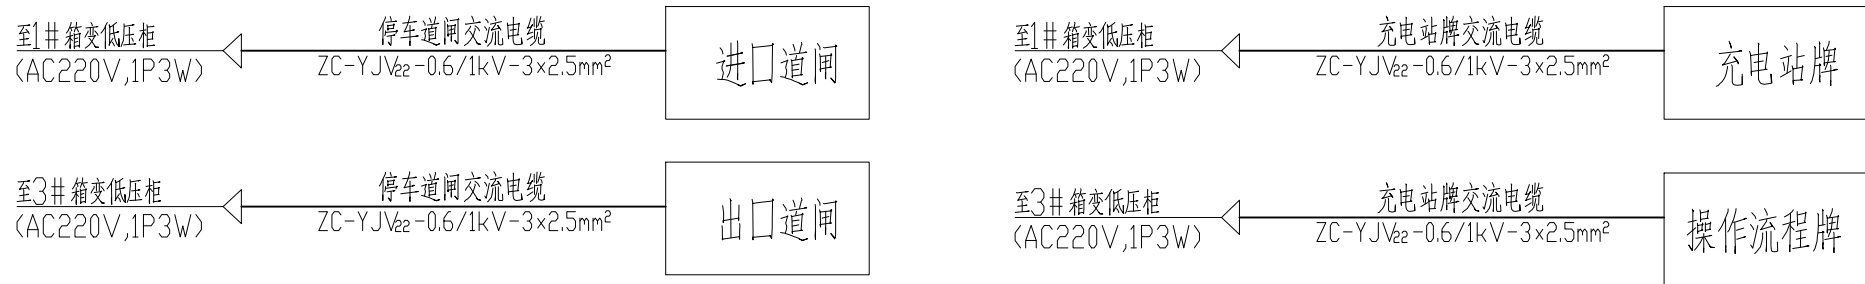 至1#箱变低压柜
(AC220V,1P3W)
停车道闸交流电缆
ZC-YJV22-0.6/1kV-3×2.5mm²
进口道闸
至1#箱变低压柜
(AC220V,1P3W)
充电站牌交流电缆
ZC-YJV22-0.6/1kV-3×2.5mm²
充电站牌
至3#箱变低压柜
(AC220V,1P3W)
停车道闸交流电缆
ZC-YJV22-0.6/1kV-3×2.5mm²
出口道闸
至3#箱变低压柜
(AC220V,1P3W)
充电站牌交流电缆
ZC-YJV22-0.6/1kV-3×2.5mm²
操作流程牌